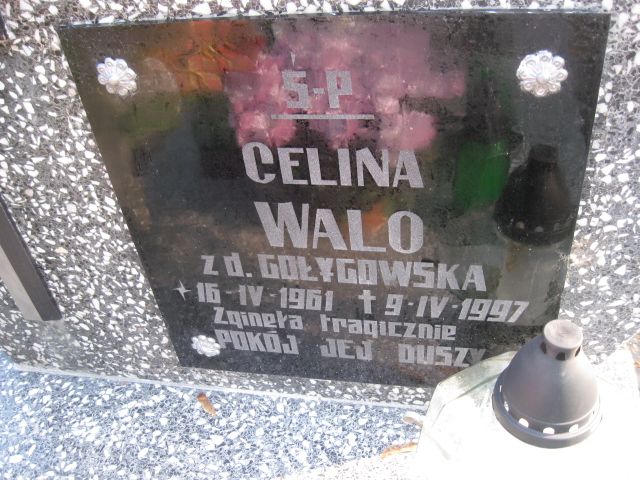 Ś-P
CELINA
WALO
z d. GOŁYGOWSKA
16-IV-1961 † 9-IV-1997
Zginęła tragicznie
POKÓJ JEJ DUSZY